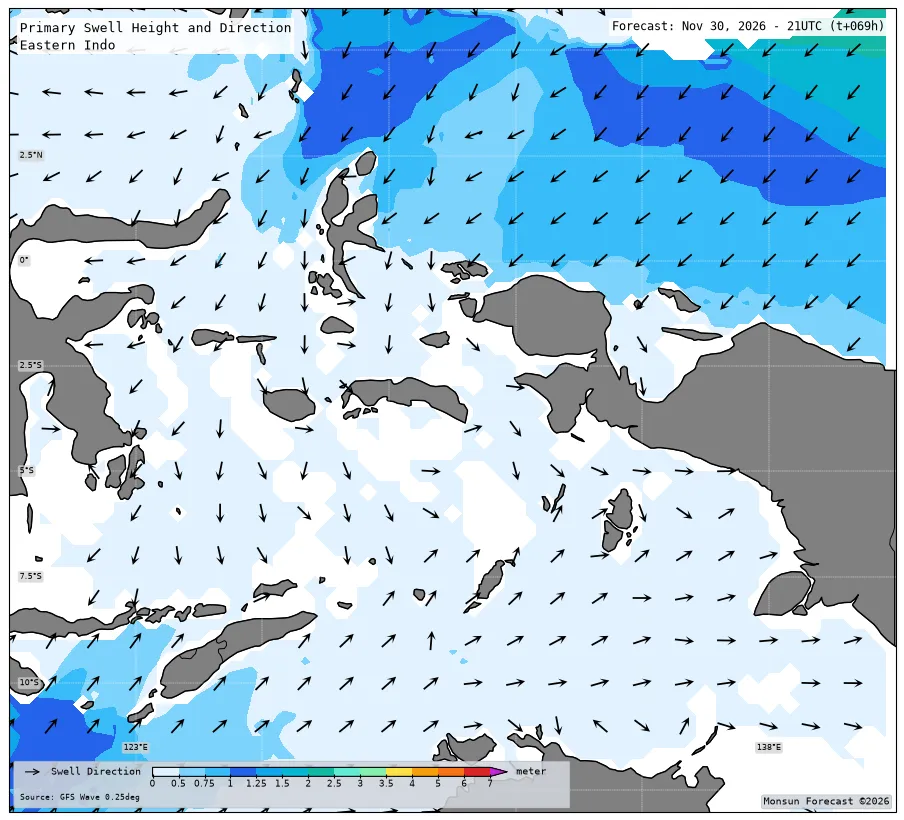 Primary Swell Height and Direction
Eastern Indo
Forecast: Nov 30, 2026 - 21UTC (t+069h)
2.5°N
0°
2.5°S
5°S
7.5°S
10°S
123°E
138°E
Swell Direction
meter
0 0.5 0.75 1 1.25 1.5 2 2.5 3 3.5 4 5 6 7
Source: GFS Wave 0.25deg
Monsun Forecast ©2026